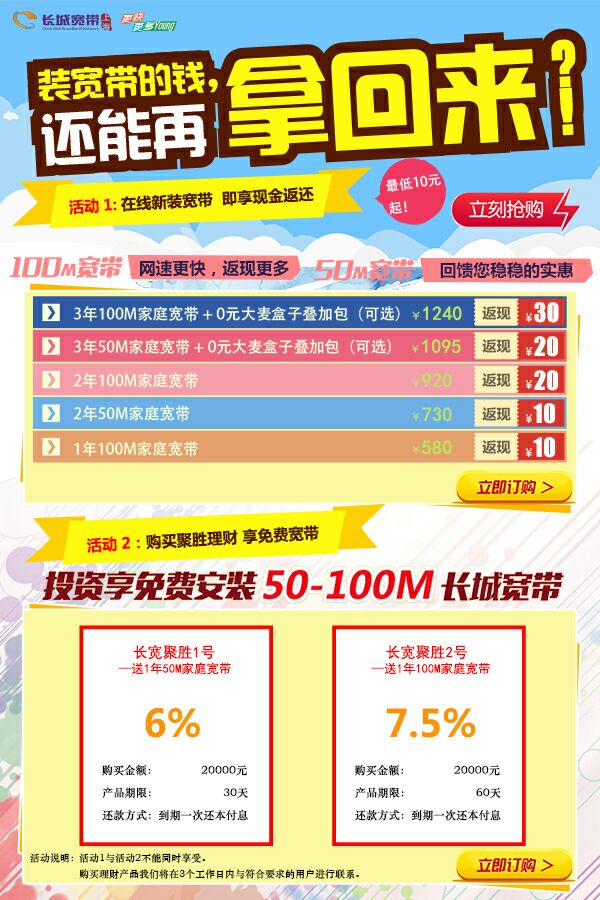 长城宽带 上海
Great Wall Broadband Network
更快
更多Young
装宽带的钱,
还能再
拿回来?!
活动 1: 在线新装宽带 即享现金返还
最低10元
起!
立刻抢购
100M宽带 网速更快，返现更多
50M宽带 回馈您稳稳的实惠
3年100M家庭宽带＋0元大麦盒子叠加包（可选） ¥1240 返现 ¥30
3年50M家庭宽带＋0元大麦盒子叠加包（可选） ¥1095 返现 ¥20
2年100M家庭宽带 ¥920 返现 ¥20
2年50M家庭宽带 ¥730 返现 ¥10
1年100M家庭宽带 ¥580 返现 ¥10
立即订购 >
活动 2：购买聚胜理财 享免费宽带
投资享免费安装 50-100M 长城宽带
长宽聚胜1号
—送1年50M家庭宽带
6%
购买金额: 20000元
产品期限: 30天
还款方式: 到期一次还本付息
长宽聚胜2号
—送1年100M家庭宽带
7.5%
购买金额: 20000元
产品期限: 60天
还款方式: 到期一次还本付息
活动说明: 活动1与活动2不能同时享受。
购买理财产品我们将在3个工作日内与符合要求的用户进行联系。
立即订购 >